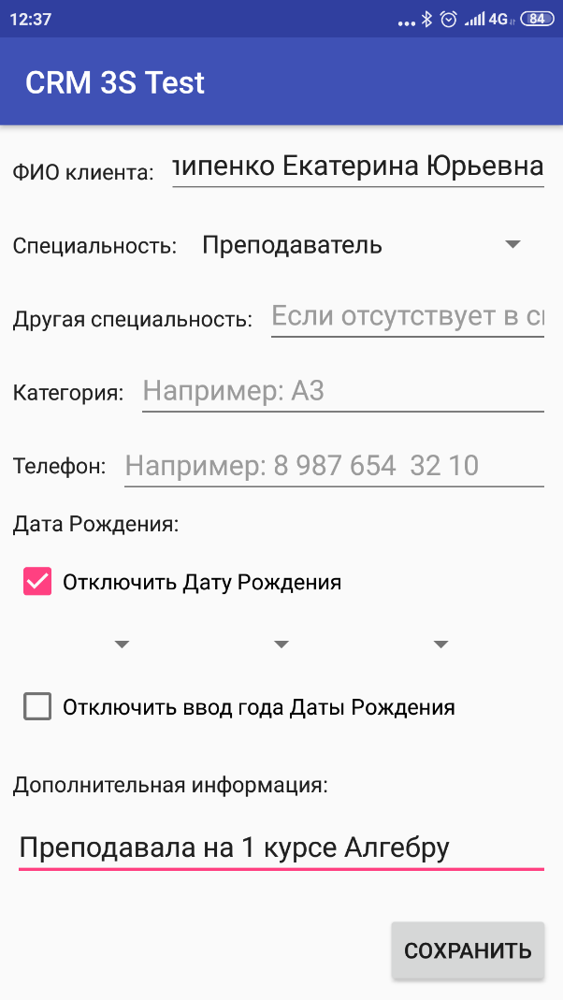 12:37 4G 84
CRM 3S Test
ФИО клиента: Екатерина Юрьевна
Специальность: Преподаватель
Другая специальность: Если отсутствует в
Категория: Например: А3
Телефон: Например: 8 987 654 32 10
Дата Рождения:
Отключить Дату Рождения
Отключить ввод года Даты Рождения
Дополнительная информация:
Преподавала на 1 курсе Алгебру
СОХРАНИТЬ